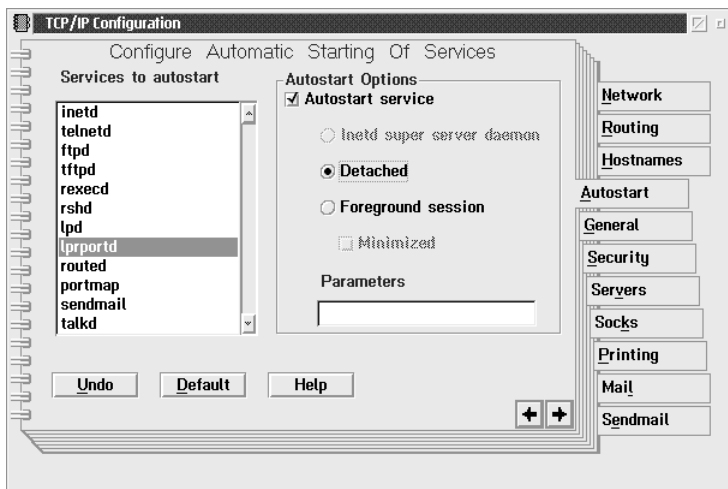 TCP/IP Configuration
Configure Automatic Starting Of Services
Services to autostart
inetd
telnetd
ftpd
tftpd
rexecd
rshd
lpd
lprportd
routed
portmap
sendmail
talkd
Autostart Options
Autostart service
Inetd super server daemon
Detached
Foreground session
Minimized
Parameters
Undo
Default
Help
Network
Routing
Hostnames
Autostart
General
Security
Servers
Socks
Printing
Mail
Sendmail